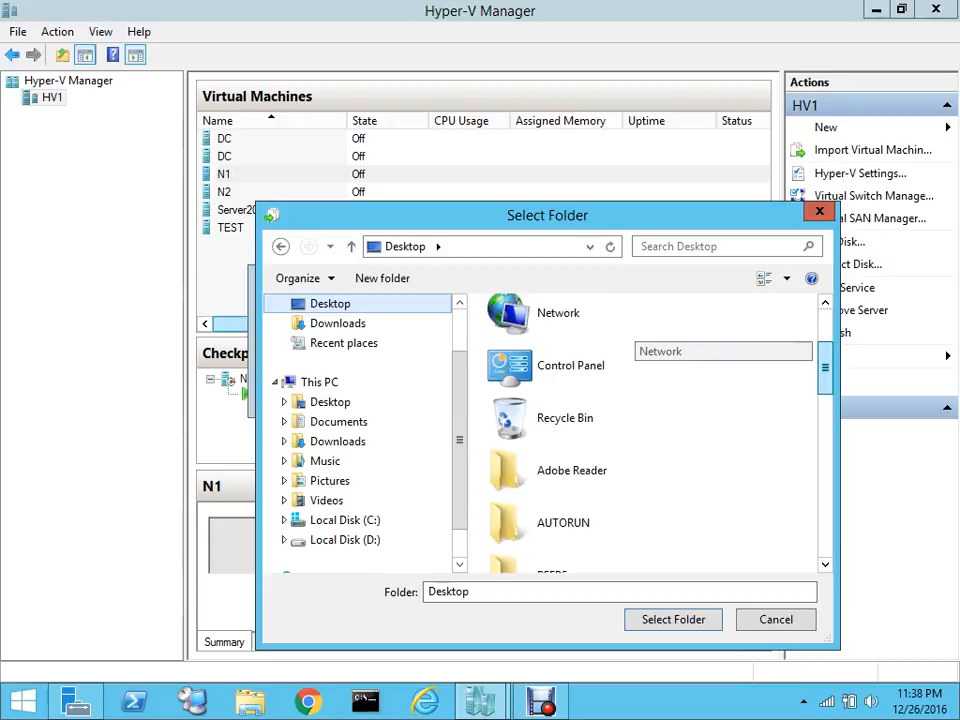 Hyper-V Manager
File Action View Help
Hyper-V Manager
HV1
Virtual Machines
Name State CPU Usage Assigned Memory Uptime Status
DC Off
DC Off
N1 Off
N2 Off
Server20
TEST
Checkp
N
N1
Summary
Actions
HV1
New
Import Virtual Machin...
Hyper-V Settings...
Virtual Switch Manage...
al SAN Manager...
Disk...
ct Disk...
Service
ove Server
sh
Select Folder
Desktop
Search Desktop
Organize New folder
Desktop
Downloads
Recent places
This PC
Desktop
Documents
Downloads
Music
Pictures
Videos
Local Disk (C:)
Local Disk (D:)
Network
Network
Control Panel
Recycle Bin
Adobe Reader
AUTORUN
Folder: Desktop
Select Folder Cancel
11:38 PM
12/26/2016